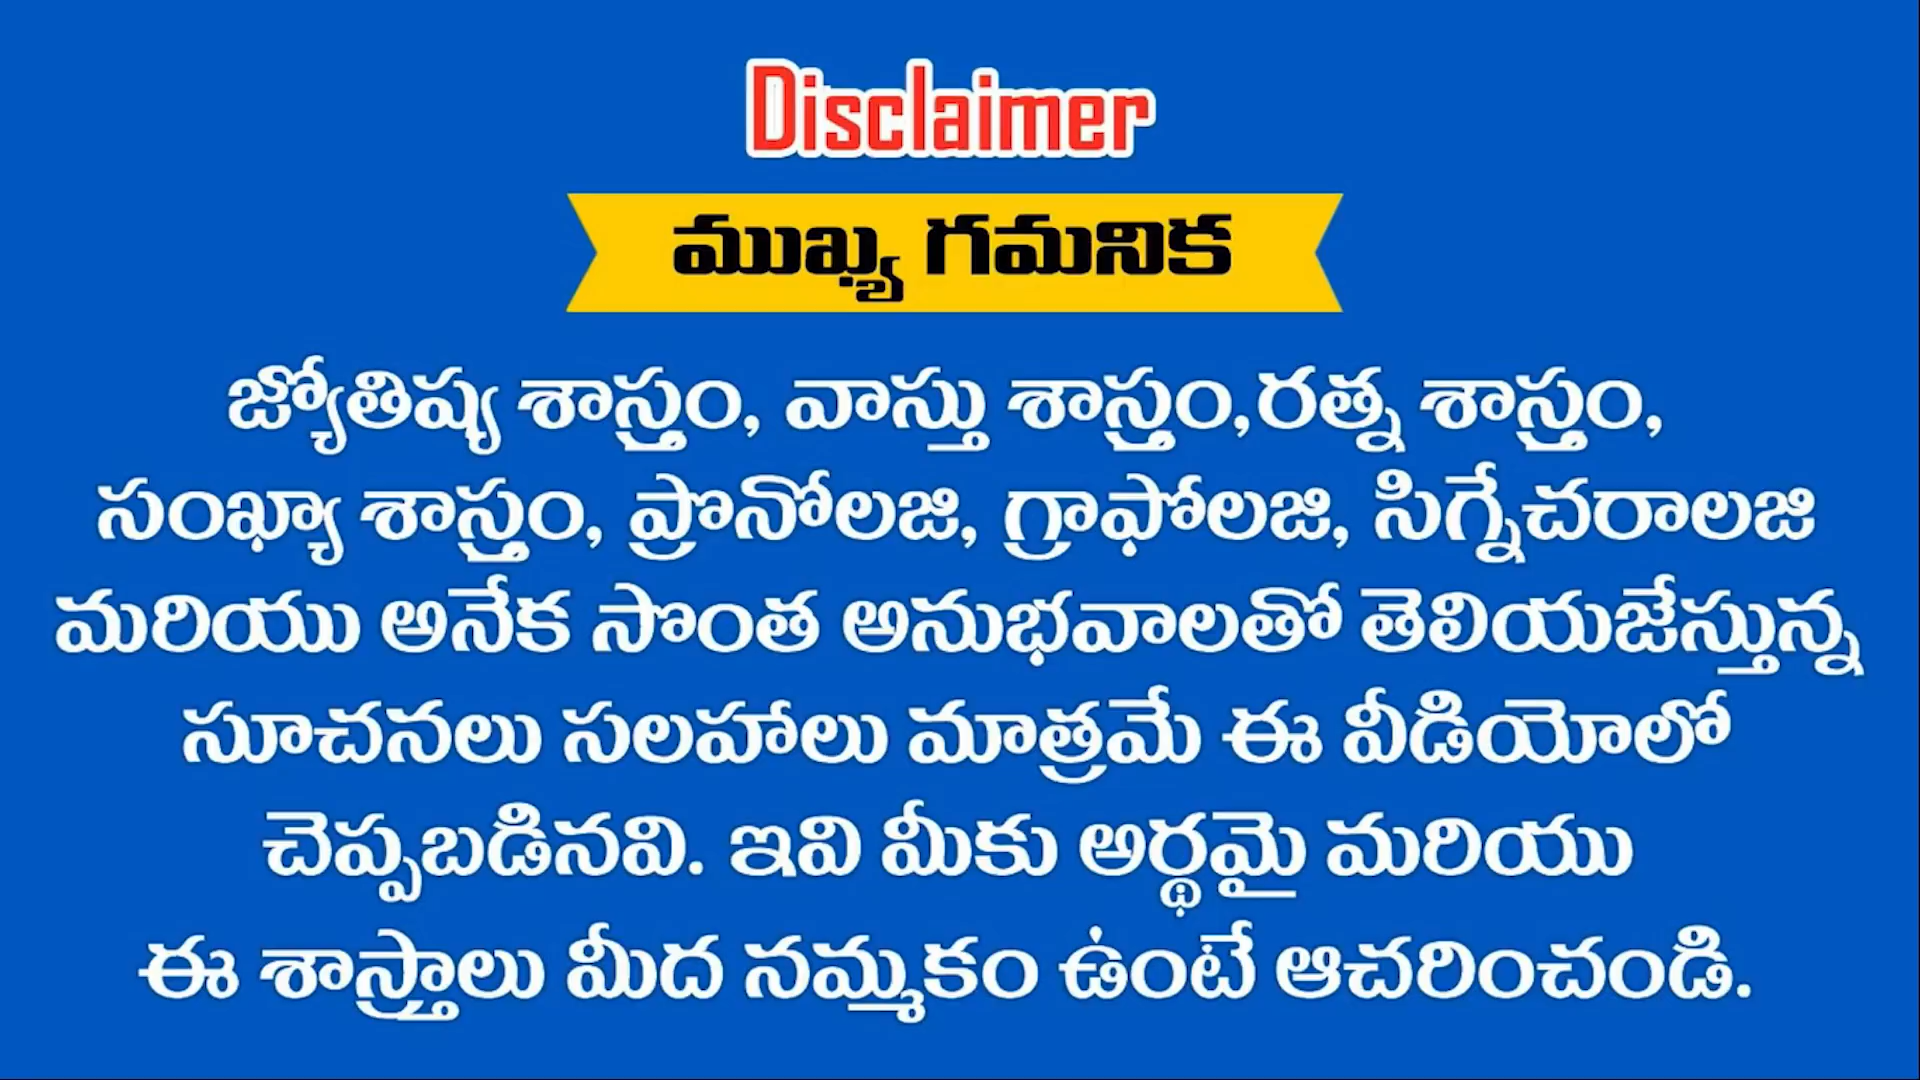 Disclaimer
ముఖ్య గమనిక
జ్యోతిష్య శాస్త్రం, వాస్తు శాస్త్రం,రత్న శాస్త్రం,
సంఖ్యా శాస్త్రం, ప్రొనోలజి, గ్రాఫోలజి, సిగ్నేచరాలజి
మరియు అనేక సొంత అనుభవాలతో తెలియజేస్తున్న
సూచనలు సలహాలు మాత్రమే ఈ వీడియోలో
చెప్పబడినవి. ఇవి మీకు అర్థమై మరియు
ఈ శాస్త్రాలు మీద నమ్మకం ఉంటే ఆచరించండి.